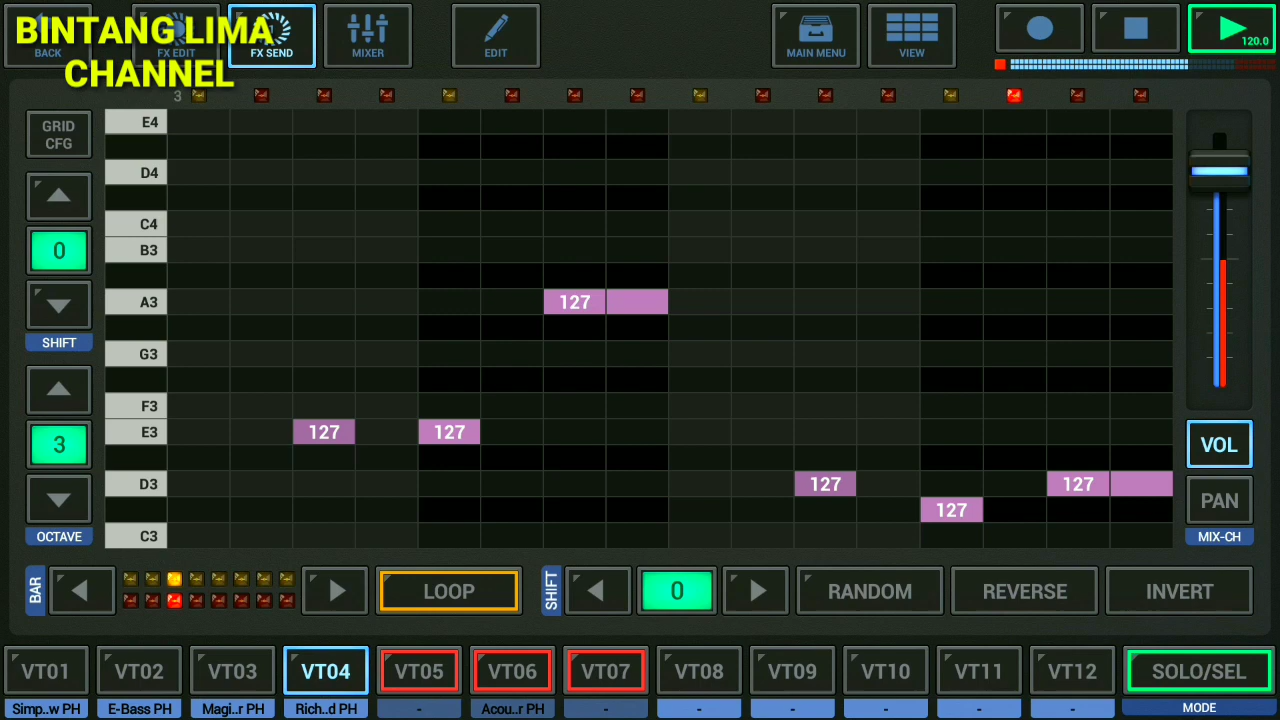 BINTANG LIMA
CHANNEL
BACK
FX EDIT
FX SEND
MIXER
EDIT
MAIN MENU
VIEW
120.0
3
GRID
CFG
0
SHIFT
3
OCTAVE
E4
D4
C4
B3
A3
127
G3
F3
E3
127
127
D3
127
127
127
C3
VOL
PAN
MIX-CH
BAR
LOOP
SHIFT
0
RANDOM
REVERSE
INVERT
VT01
VT02
VT03
VT04
VT05
VT06
VT07
VT08
VT09
VT10
VT11
VT12
SOLO/SEL
Simp..w PH
E-Bass PH
Magi..r PH
Rich..d PH
-
Acou..r PH
-
-
-
-
-
-
MODE